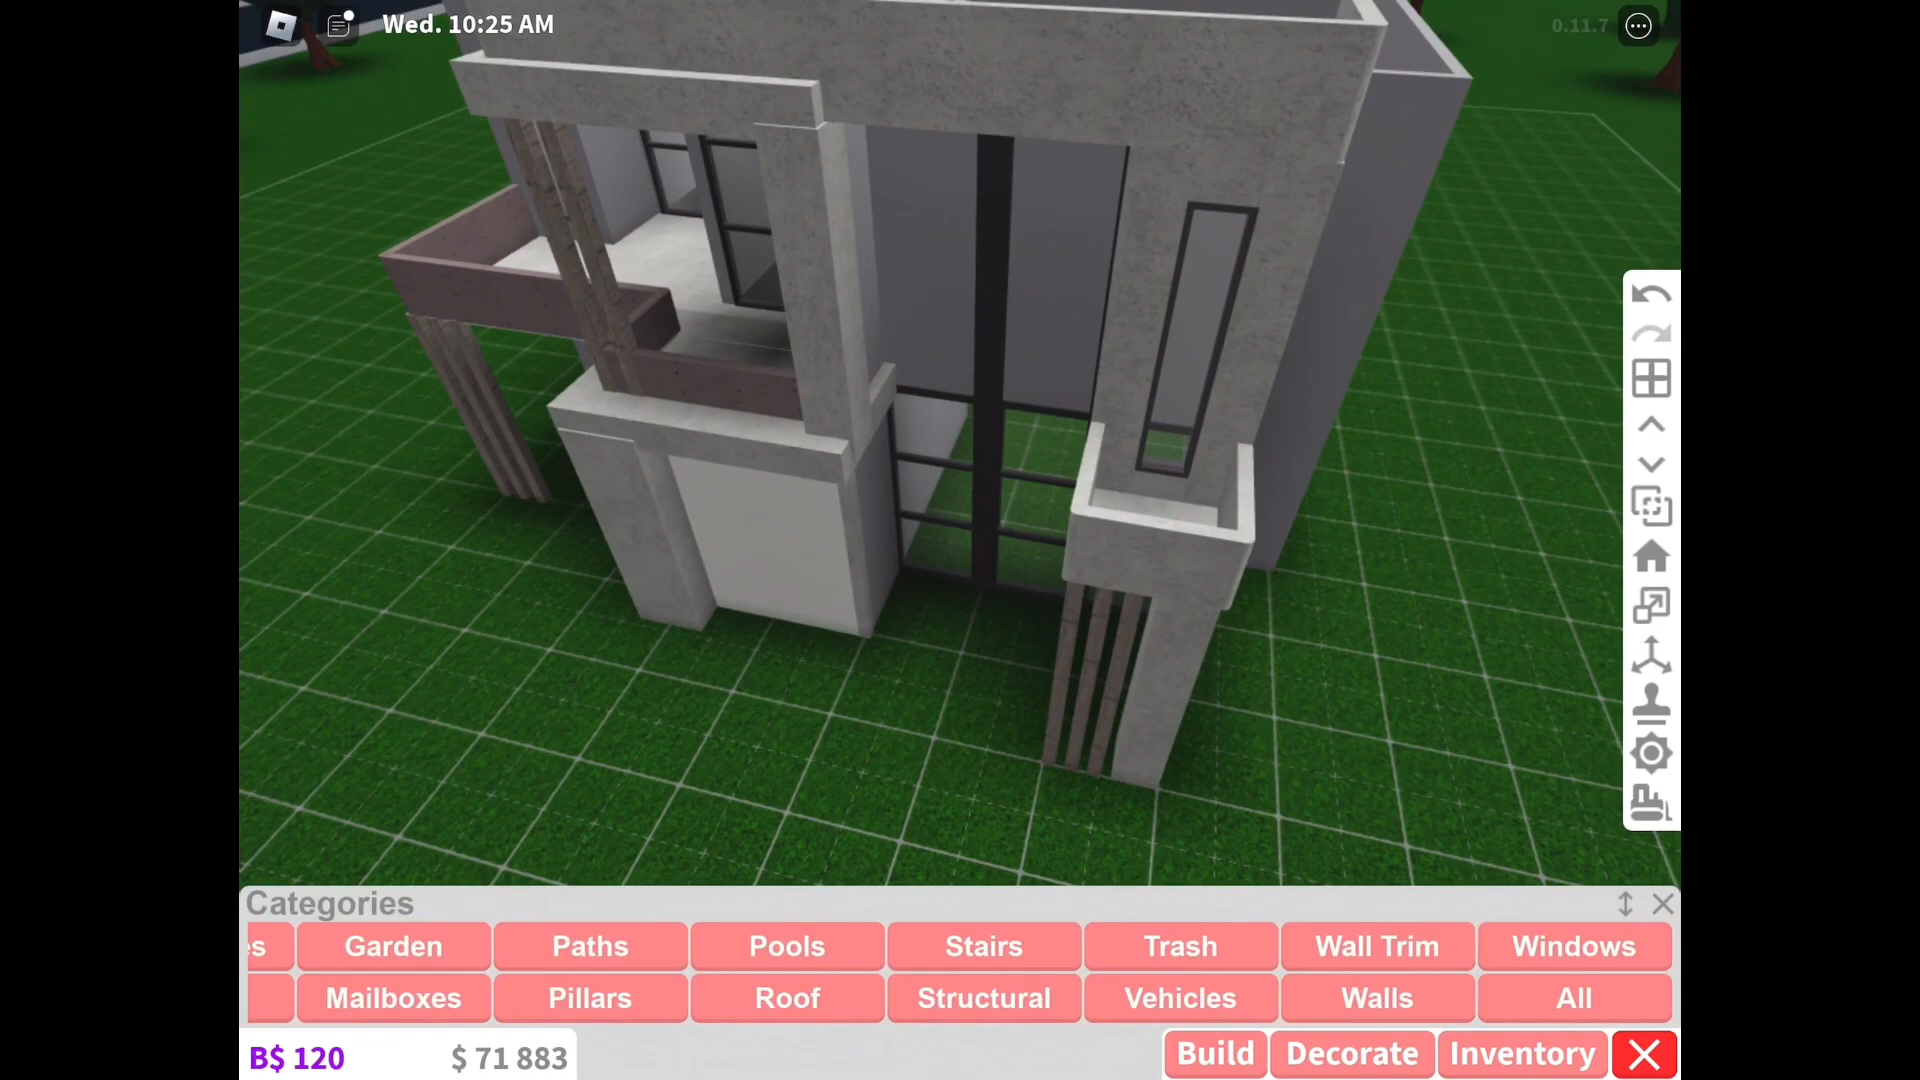 Wed. 10:25 AM
0.11.7
Categories
s Garden Paths Pools Stairs Trash Wall Trim Windows
Mailboxes Pillars Roof Structural Vehicles Walls All
B$ 120 $ 71 883 Build Decorate Inventory